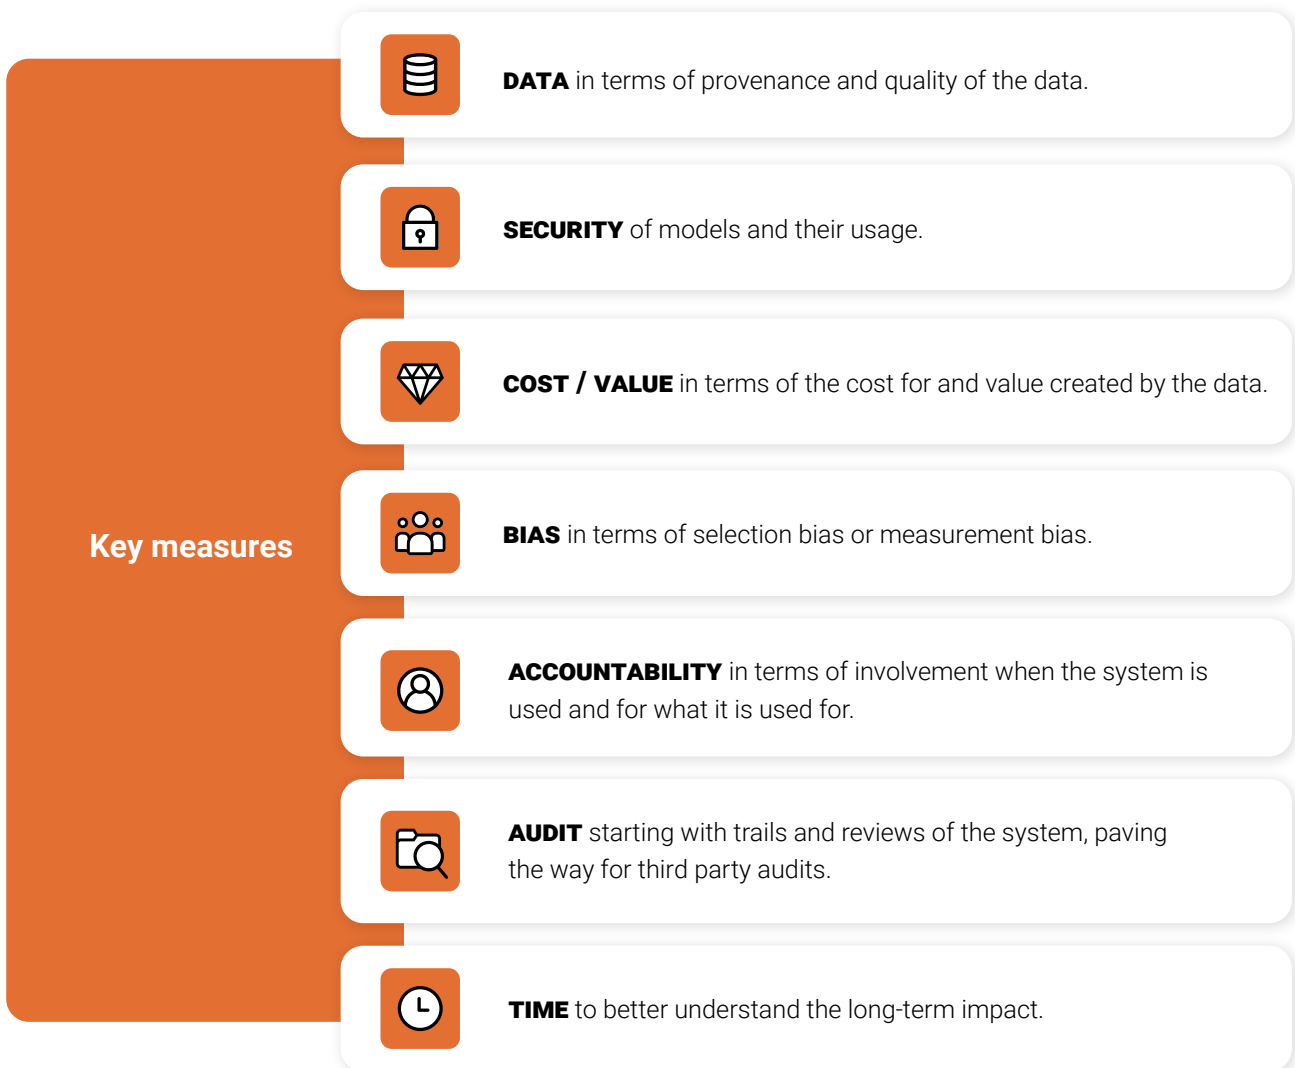 DATA in terms of provenance and quality of the data.
SECURITY of models and their usage.
COST / VALUE in terms of the cost for and value created by the data.
Key measures
BIAS in terms of selection bias or measurement bias.
ACCOUNTABILITY in terms of involvement when the system is
used and for what it is used for.
AUDIT starting with trails and reviews of the system, paving
the way for third party audits.
TIME to better understand the long-term impact.